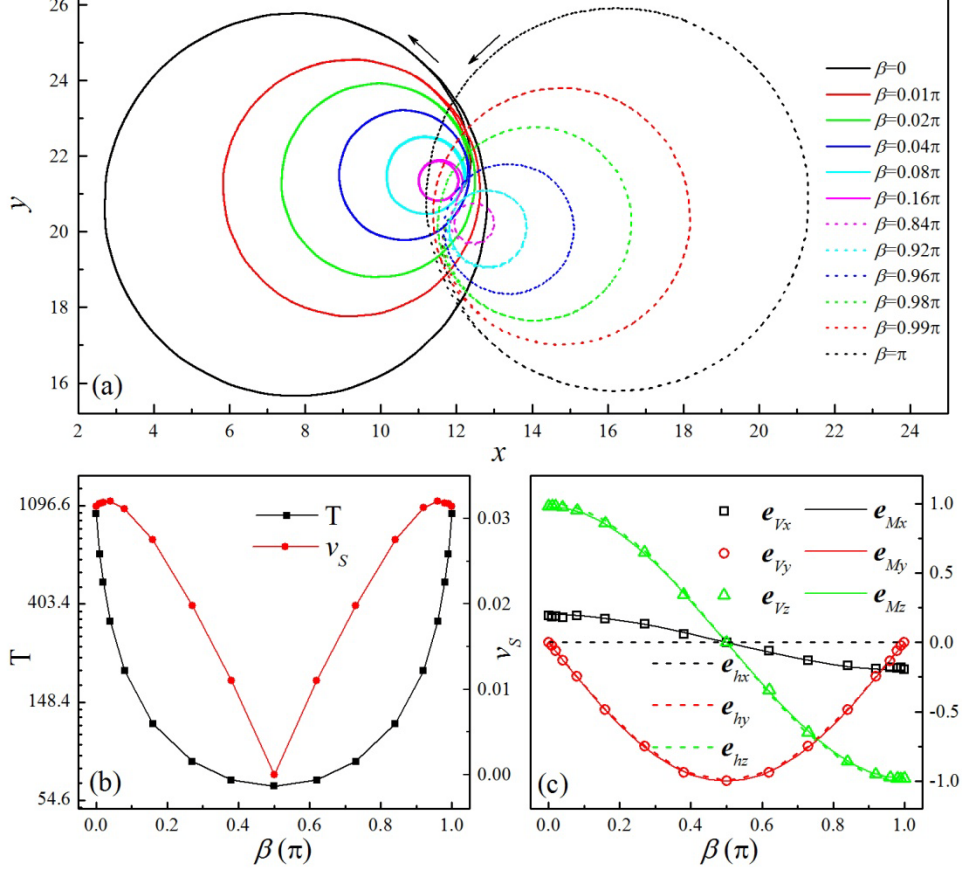 26
24
22
20
18
16
y
(a)
β=0
β=0.01π
β=0.02π
β=0.04π
β=0.08π
β=0.16π
β=0.84π
β=0.92π
β=0.96π
β=0.98π
β=0.99π
β=π
2 4 6 8 10 12 14 16 18 20 22 24
x
1096.6
403.4
148.4
54.6
T
T
v_S
(b)
0.03
0.02
0.01
0.00
v_S
0.0 0.2 0.4 0.6 0.8 1.0
β(π)
e_Vx e_Mx
e_Vy e_My
e_Vz e_Mz
e_hx
e_hy
e_hz
(c)
1.0
0.5
0.0
-0.5
-1.0
0.0 0.2 0.4 0.6 0.8 1.0
β(π)